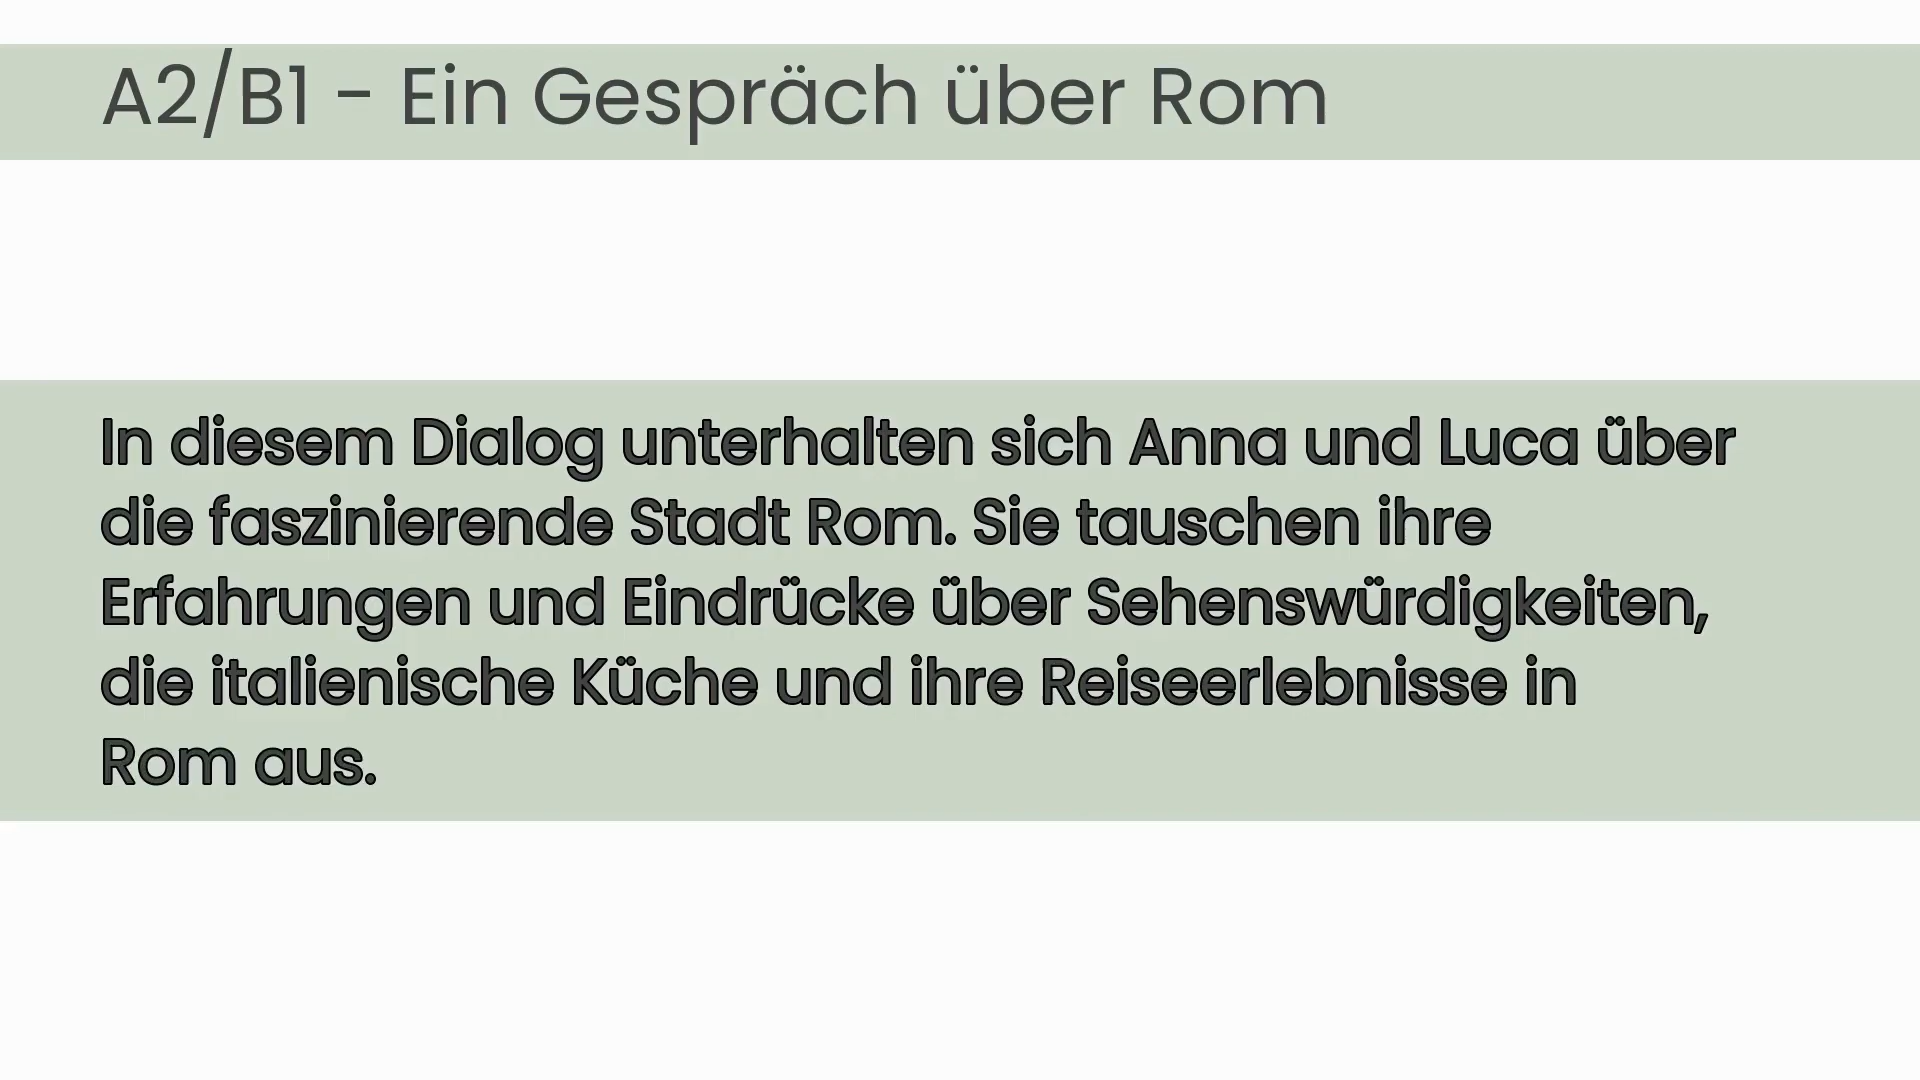 A2/B1 - Ein Gespräch über Rom
In diesem Dialog unterhalten sich Anna und Luca über
die faszinierende Stadt Rom. Sie tauschen ihre
Erfahrungen und Eindrücke über Sehenswürdigkeiten,
die italienische Küche und ihre Reiseerlebnisse in
Rom aus.